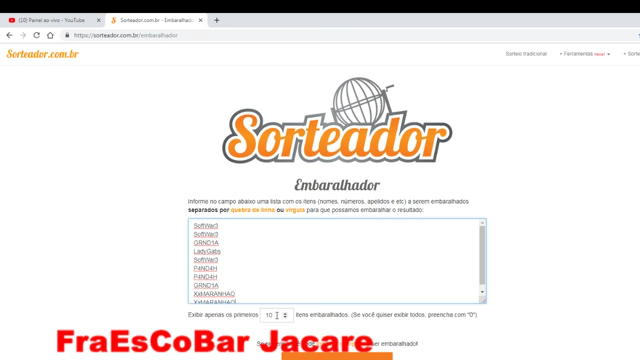 (10) Painel ao vivo - YouTube
Sorteador.com.br - Embaralhador
https://sorteador.com.br/embaralhador
Sorteador.com.br
Sorteio tradicional
+ Ferramentas
+ Sorte
Sorteador
Embaralhador
Informe no campo abaixo uma lista com os itens (nomes, números, apelidos e etc) a serem embaralhados
separados por quebra de linha ou vírgula para que possamos embaralhar o resultado:
SoftWar3
SoftWar3
GRND1A
LadyGabs
SoftWar3
P4ND4H
P4ND4H
GRND1A
XxMARANHAO
XxMARANHAO
Exibir apenas os primeiros 10 itens embaralhados. (Se você quiser exibir todos, preencha com "0")
embaralhador!
FraEsCoBar Jacare